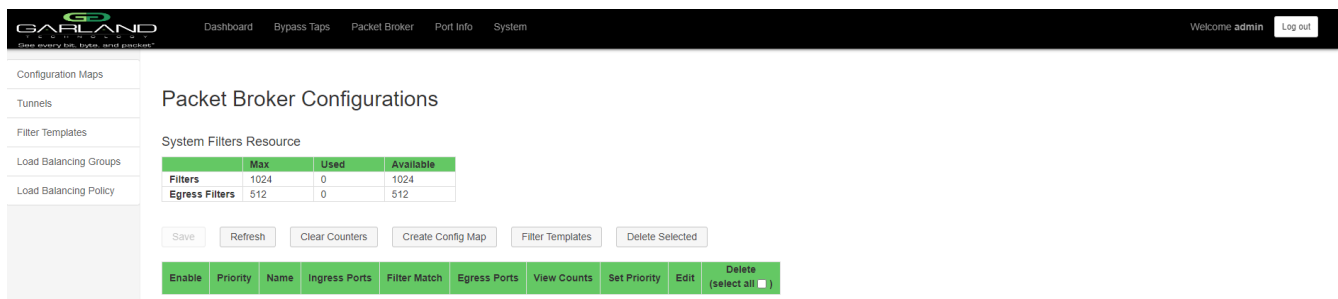 GARLAND
TECHNOLOGY
See every bit, byte, and packet™
Dashboard Bypass Taps Packet Broker Port Info System
Welcome admin Log out
Configuration Maps
Tunnels
Filter Templates
Load Balancing Groups
Load Balancing Policy
Packet Broker Configurations
System Filters Resource
Max Used Available
Filters 1024 0 1024
Egress Filters 512 0 512
Save Refresh Clear Counters Create Config Map Filter Templates Delete Selected
Enable Priority Name Ingress Ports Filter Match Egress Ports View Counts Set Priority Edit Delete
(select all )